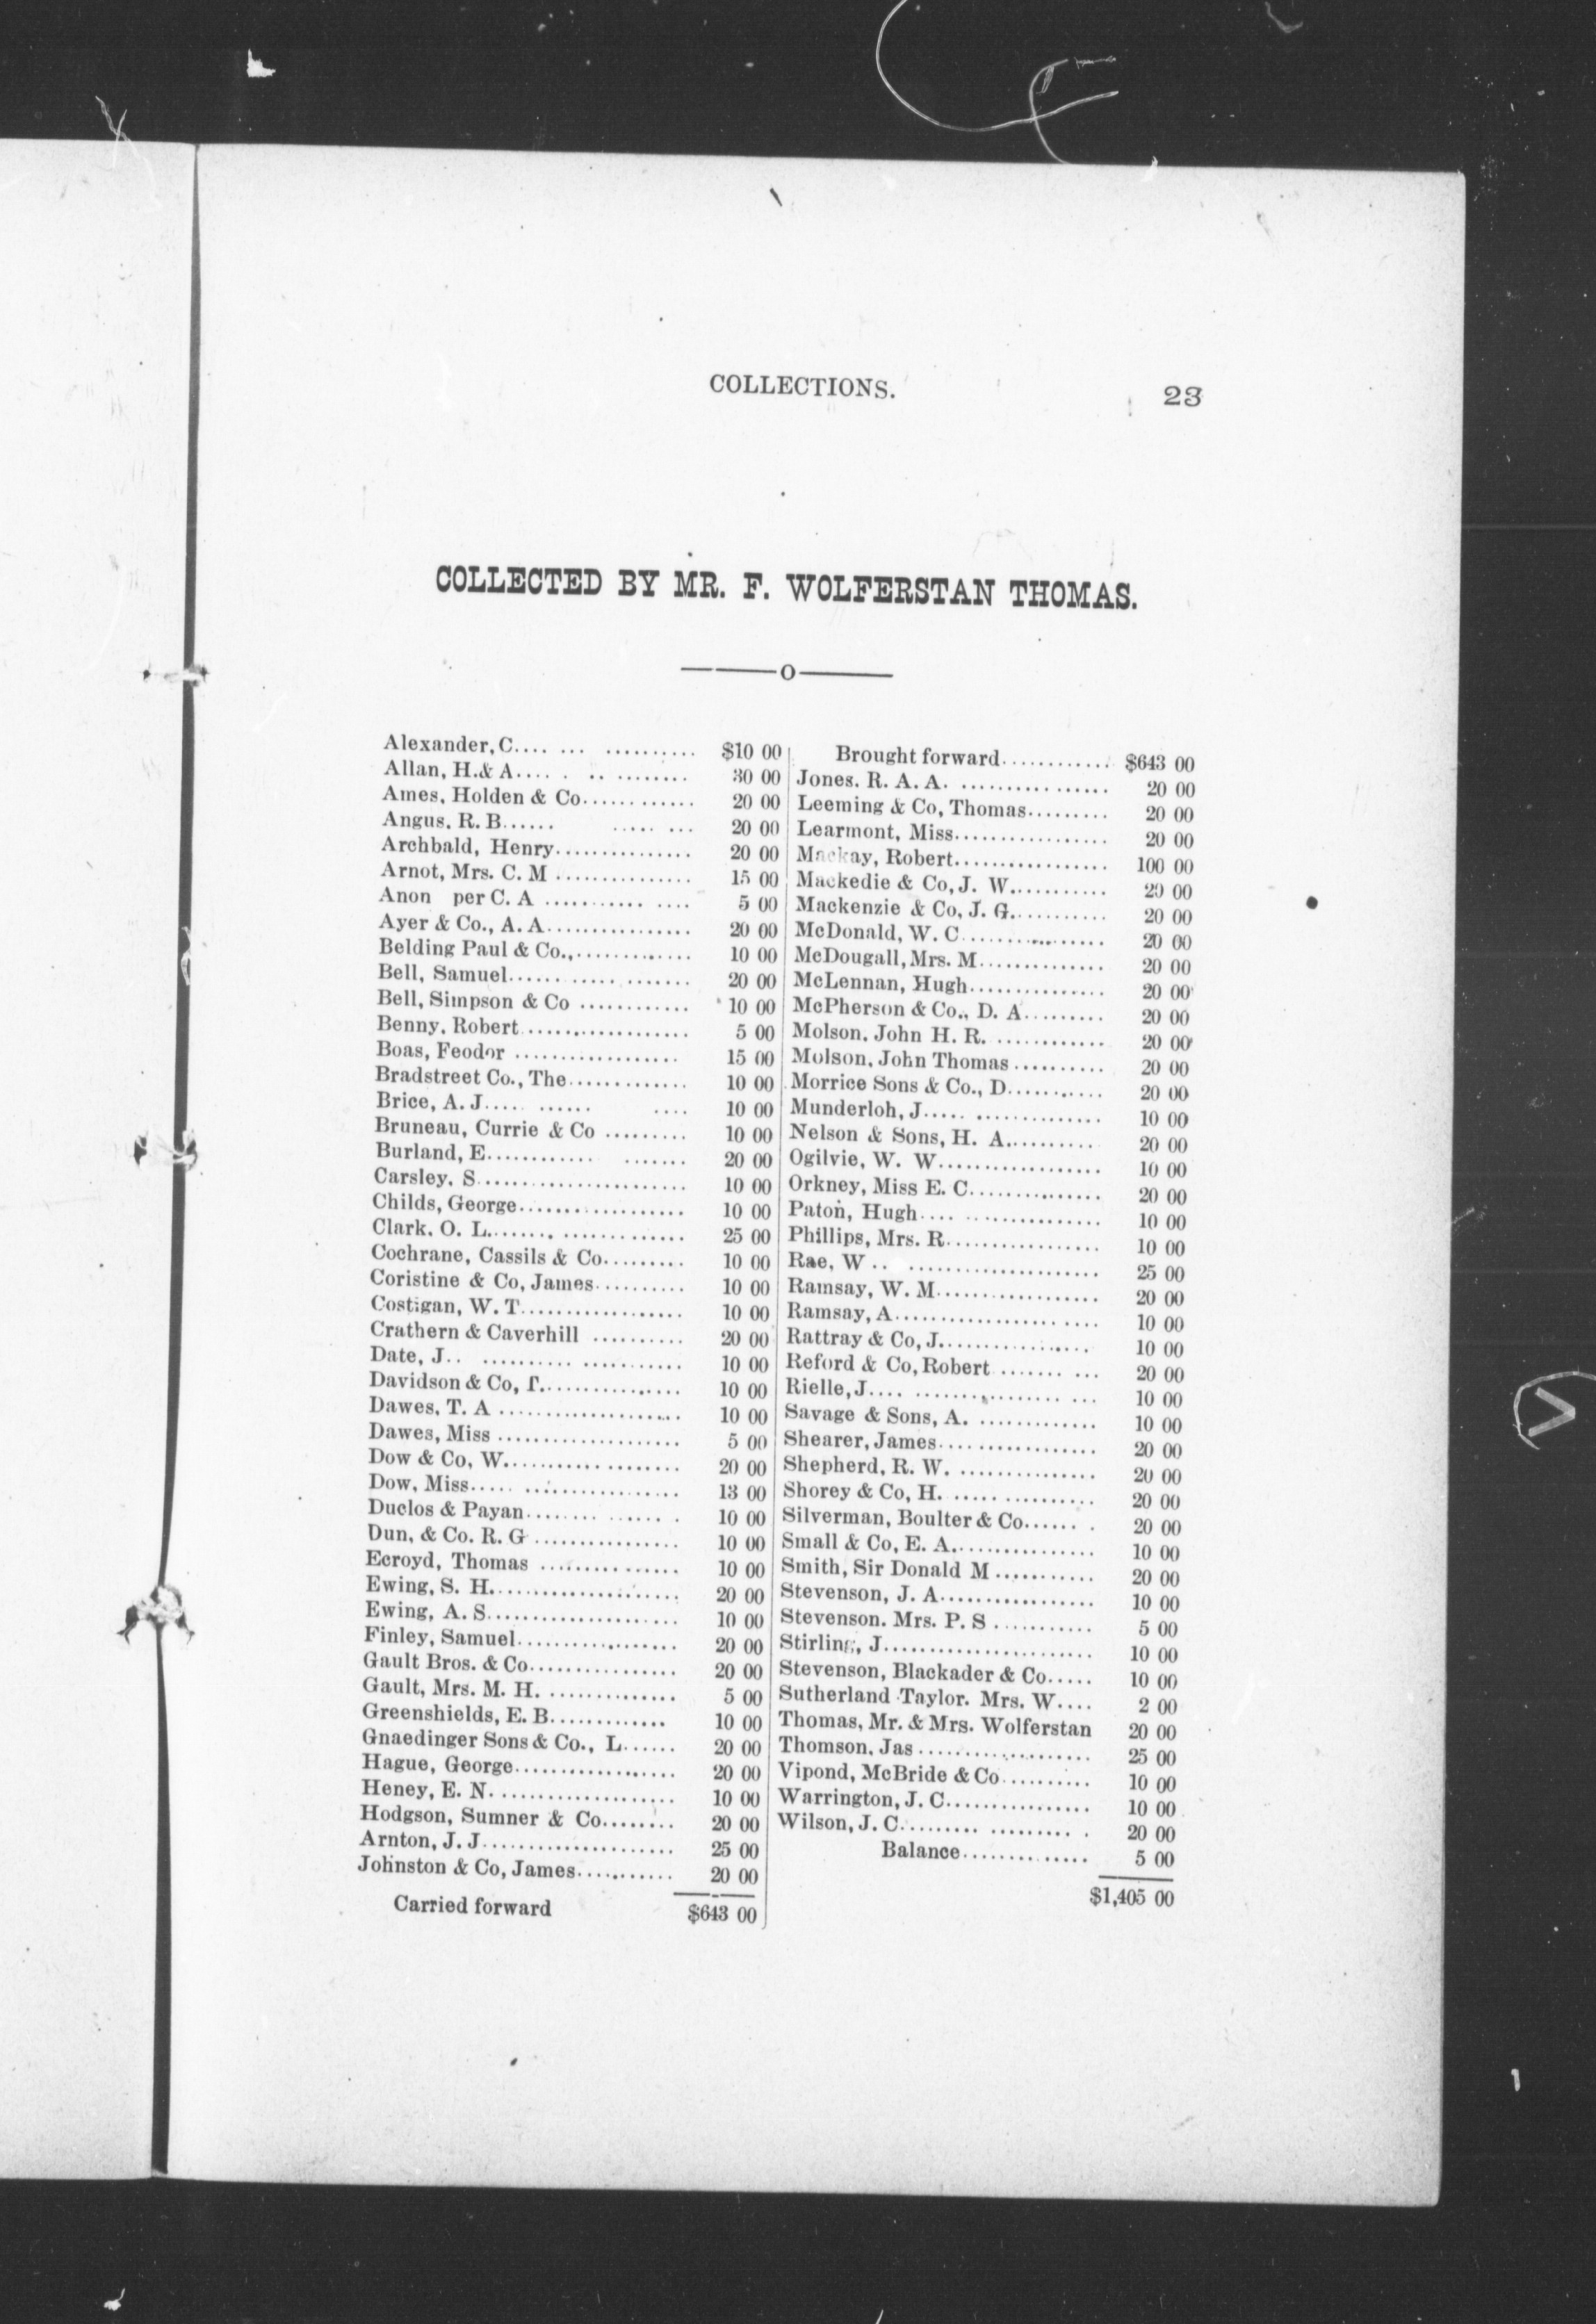 COLLECTIONS.
23
COLLECTED BY MR. F. WOLFERSTAN THOMAS.
———o———
Alexander, C.... ... .......... $10 00
Allan, H. & A.... . .. ........ 30 00
Ames, Holden & Co............ 20 00
Angus, R. B...... ..... ... 20 00
Archbald, Henry............... 20 00
Arnot, Mrs. C. M ............... 15 00
Anon per C. A ........... .... 5 00
Ayer & Co., A. A................ 20 00
Belding Paul & Co.,............. 10 00
Bell, Samuel.................... 20 00
Bell, Simpson & Co ............ 10 00
Benny, Robert.................. 5 00
Boas, Feodor .................. 15 00
Bradstreet Co., The............. 10 00
Brice, A. J..... ...... .... 10 00
Bruneau, Currie & Co ......... 10 00
Burland, E............ ....... 20 00
Carsley, S....................... 10 00
Childs, George.................. 10 00
Clark, O. L....... ............. 25 00
Cochrane, Cassils & Co......... 10 00
Coristine & Co, James.......... 10 00
Costigan, W. T.................. 10 00
Crathern & Caverhill .......... 20 00
Date, J.. .......... ........... 10 00
Davidson & Co, T............... 10 00
Dawes, T. A .................... 10 00
Dawes, Miss .................... 5 00
Dow & Co, W................... 20 00
Dow, Miss..... ................. 13 00
Duclos & Payan........ ...... . 10 00
Dun, & Co. R. G ................ 10 00
Ecroyd, Thomas ............... 10 00
Ewing, S. H.................... 20 00
Ewing, A. S..................... 10 00
Finley, Samuel.................. 20 00
Gault Bros. & Co................ 20 00
Gault, Mrs. M. H. .............. 5 00
Greenshields, E. B............. 10 00
Gnaedinger Sons & Co., L...... 20 00
Hague, George.................. 20 00
Heney, E. N. .................... 10 00
Hodgson, Sumner & Co........ 20 00
Arnton, J. J..................... 25 00
Johnston & Co, James........... 20 00
Carried forward $643 00
Brought forward............ $643 00
Jones. R. A. A. ................ 20 00
Leeming & Co, Thomas......... 20 00
Learmont, Miss................. 20 00
Mackay, Robert................. 100 00
Mackedie & Co, J. W........... 20 00
Mackenzie & Co, J. G........... 20 00
McDonald, W. C................ 20 00
McDougall, Mrs. M.............. 20 00
McLennan, Hugh............... 20 00
McPherson & Co., D. A......... 20 00
Molson, John H. R. ............ 20 00
Molson, John Thomas .......... 20 00
Morrice Sons & Co., D.......... 20 00
Munderloh, J..... .............. 10 00
Nelson & Sons, H. A.......... 20 00
Ogilvie, W. W.................. 10 00
Orkney, Miss E. C.............. 20 00
Paton, Hugh.... ............... 10 00
Phillips, Mrs. R................. 10 00
Rae, W .. ..................... 25 00
Ramsay, W. M.................. 20 00
Ramsay, A.................. .... 10 00
Rattray & Co, J................ 10 00
Reford & Co, Robert ....... ... 20 00
Rielle, J.... ................ ... 10 00
Savage & Sons, A. ............. 10 00
Shearer, James................. 20 00
Shepherd, R. W. ............... 20 00
Shorey & Co, H. ..... .......... 20 00
Silverman, Boulter & Co...... . 20 00
Small & Co, E. A............... 10 00
Smith, Sir Donald M ........... 20 00
Stevenson, J. A................. 10 00
Stevenson. Mrs. P. S ........... 5 00
Stirling, J....................... 10 00
Stevenson, Blackader & Co..... 10 00
Sutherland Taylor. Mrs. W.... 2 00
Thomas, Mr. & Mrs. Wolferstan 20 00
Thomson, Jas ................... 25 00
Vipond, McBride & Co.......... 10 00
Warrington, J. C................ 10 00
Wilson, J. C......... ......... . 20 00
Balance.............. 5 00
$1,405 00